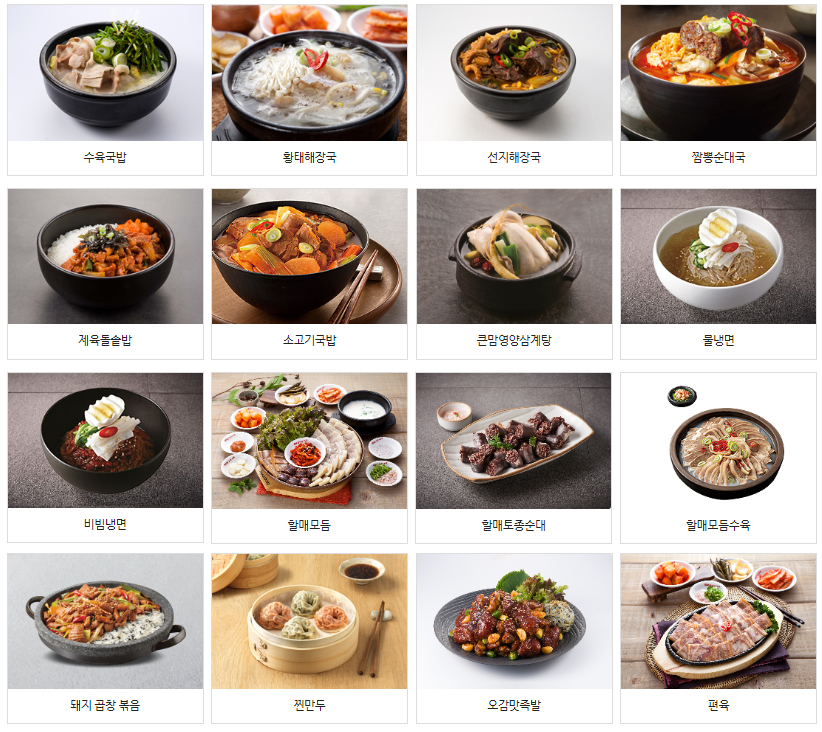 수육국밥
황태해장국
선지해장국
짬뽕순대국
제육돌솥밥
소고기국밥
큰맘영양삼계탕
물냉면
비빔냉면
할매모듬
할매토종순대
할매모듬수육
돼지 곱창 볶음
찐만두
오감맛족발
편육